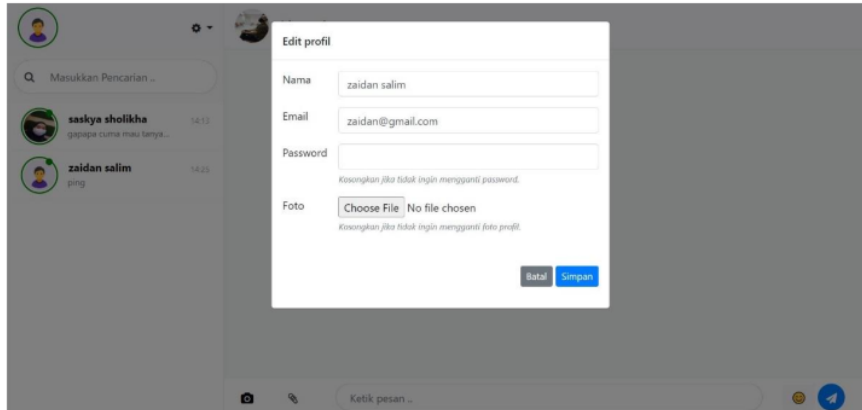 Edit profil
Nama
zaidan salim
Email
zaidan@gmail.com
Password
Kosongkan jika tidak ingin mengganti password.
Foto
Choose File No file chosen
Kosongkan jika tidak ingin mengganti foto profil.
Batal Simpan
Masukkan Pencarian ..
saskya sholikha 14:52
gapapa cuma mau tanya...
zaidan salim 14:25
ping
Ketik pesan ..